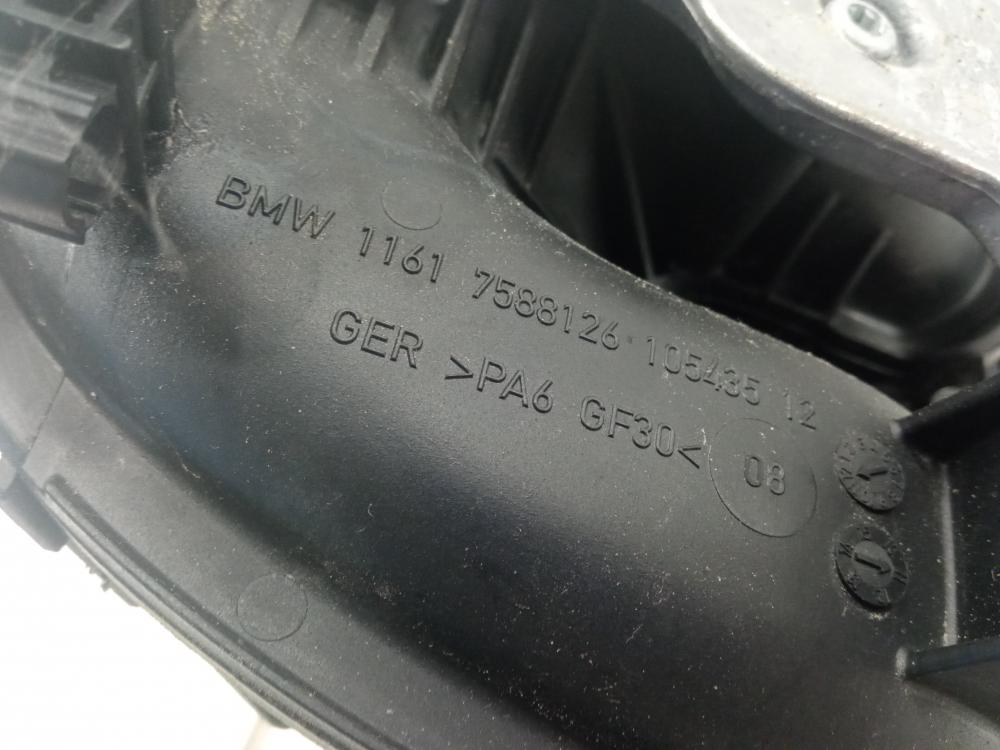 BMW 1161 7588126·105435 12
GER >PA6 GF30< 08